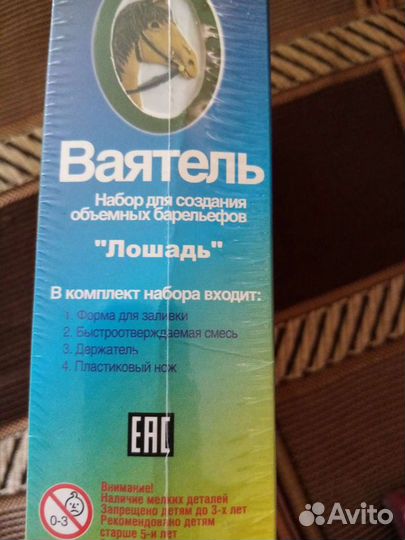 Ваятель
Набор для создания
объемных барельефов
"Лошадь"
В комплект набора входит:
1. Форма для заливки
2. Быстроотверждаемая смесь
3. Держатель
4. Пластиковый нож
EAC
0-3
Внимание!
Наличие мелких деталей
Запрещено детям до 3-х лет
Рекомендовано детям
старше 5-и лет
Avito